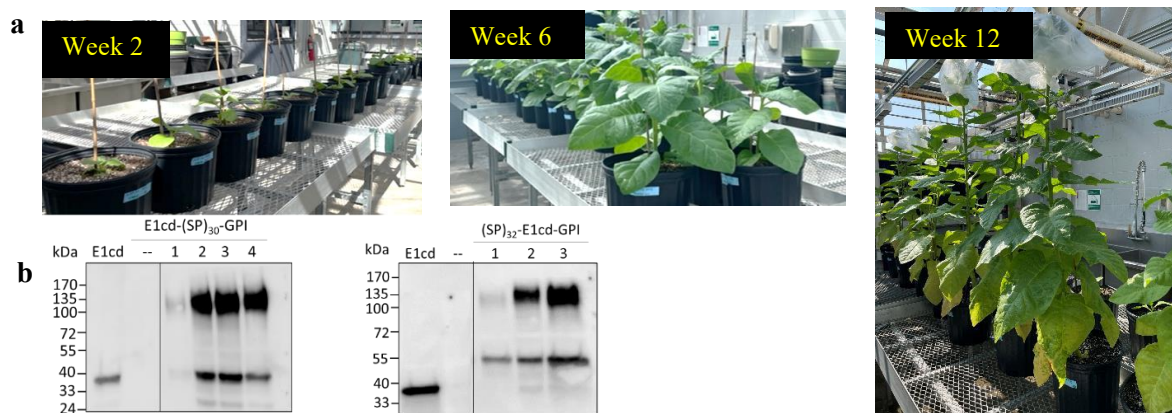 a
Week 2
Week 6
Week 12
b
E1cd-(SP)30-GPI
kDa E1cd -- 1 2 3 4
170
135
100
72
55
40
33
24
(SP)32-E1cd-GPI
kDa E1cd -- 1 2 3
170
135
100
72
55
40
33